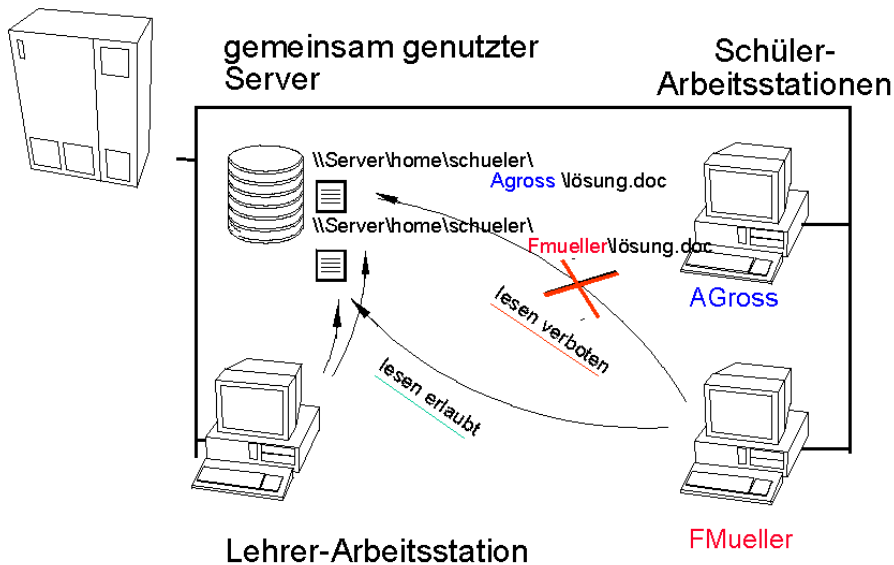 gemeinsam genutzter
Server
Schüler-
Arbeitsstationen
\\Server\home\schueler\
Agross \lösung.doc
\\Server\home\schueler\
Fmueller\lösung.doc
AGross
lesen verboten
lesen erlaubt
FMueller
Lehrer-Arbeitsstation